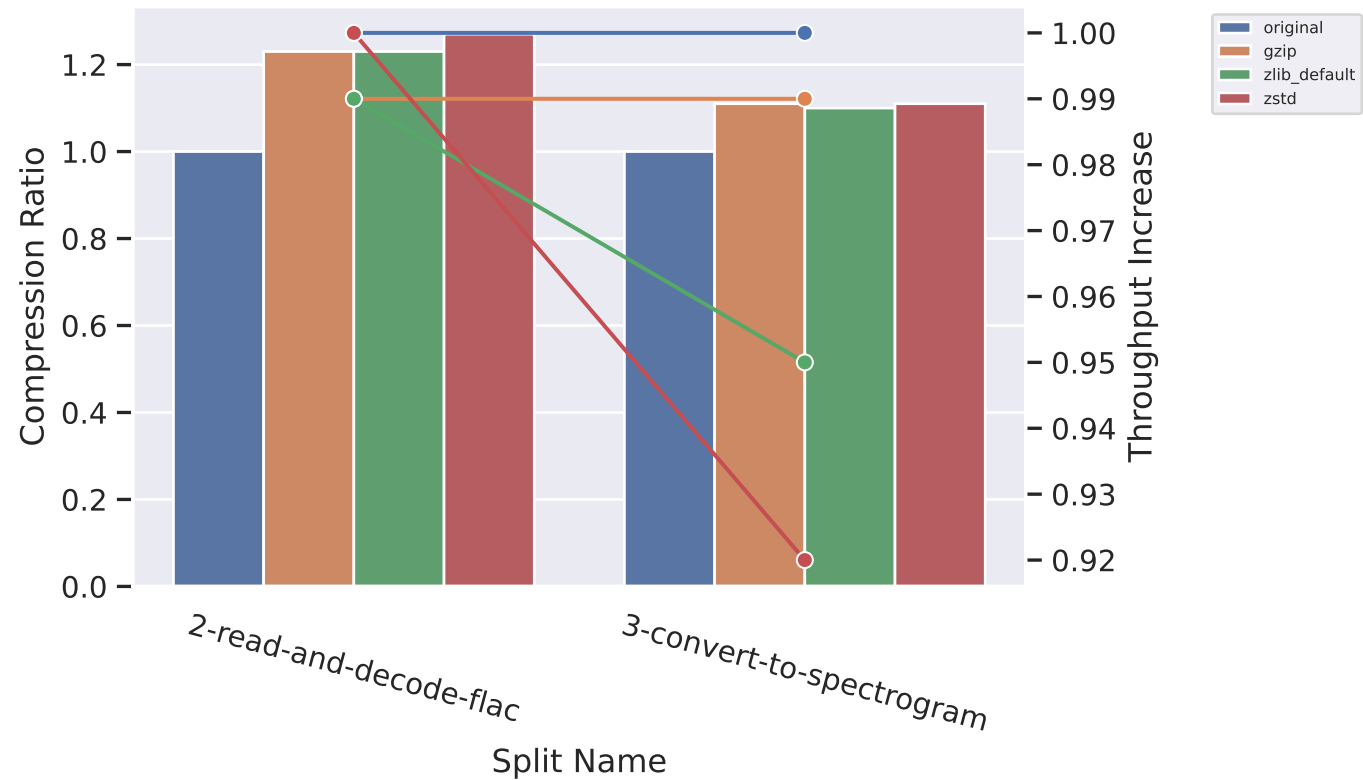 Compression Ratio
1.2
1.0
0.8
0.6
0.4
0.2
0.0
1.00
0.99
0.98
0.97
0.96
0.95
0.94
0.93
0.92
Throughput Increase
original
gzip
zlib_default
zstd
2-read-and-decode-flac
3-convert-to-spectrogram
Split Name